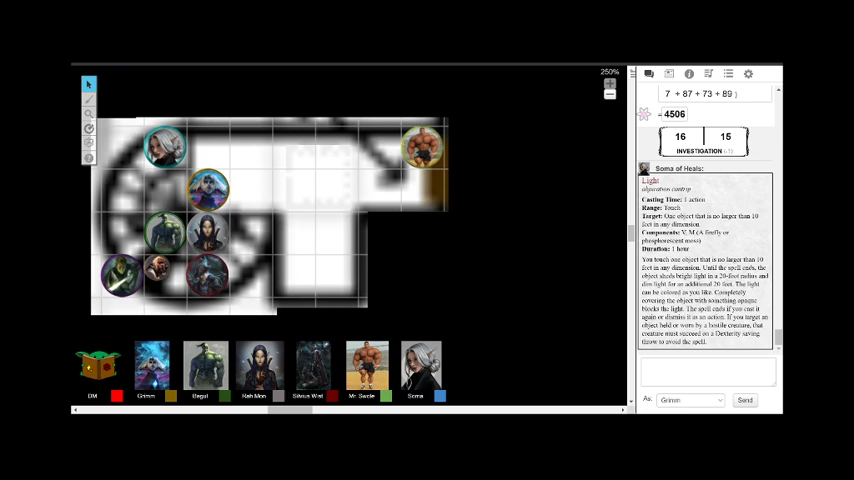 250%
7 + 87 + 73 + 89 )
= 4506
16 15
INVESTIGATION (-1)
Soma of Heals:
Light
abjuration cantrip
Casting Time: 1 action
Range: Touch
Target: One object that is no larger than 10
feet in any dimension
Components: V, M (A firefly or
phosphorescent moss)
Duration: 1 hour
You touch one object that is no larger than 10
feet in any dimension. Until the spell ends, the
object sheds bright light in a 20-foot radius and
dim light for an additional 20 feet. The light
can be colored as you like. Completely
covering the object with something opaque
blocks the light. The spell ends if you cast it
again or dismiss it as an action. If you target an
object held or worn by a hostile creature, that
creature must succeed on a Dexterity saving
throw to avoid the spell.
As: Grimm Send
DM Grimm Begul Rah Mon Silvius Wist Mr. Swole Soma